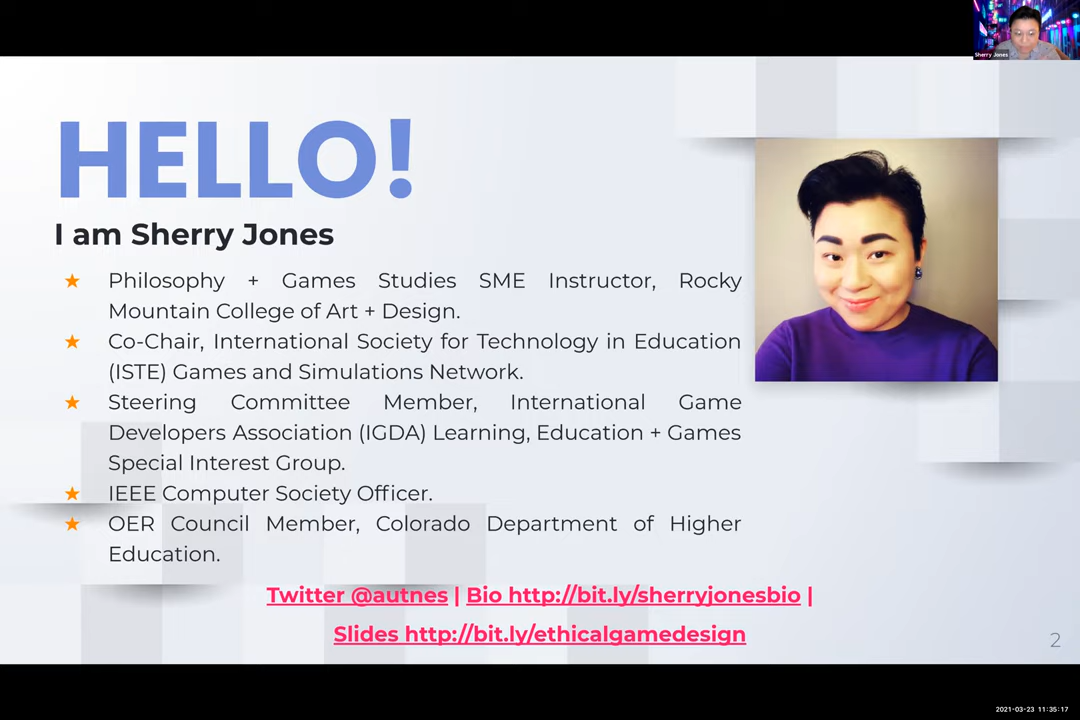 Sherry Jones
HELLO!
I am Sherry Jones
★ Philosophy + Games Studies SME Instructor, Rocky
Mountain College of Art + Design.
★ Co-Chair, International Society for Technology in Education
(ISTE) Games and Simulations Network.
★ Steering Committee Member, International Game
Developers Association (IGDA) Learning, Education + Games
Special Interest Group.
★ IEEE Computer Society Officer.
★ OER Council Member, Colorado Department of Higher
Education.
Twitter @autnes | Bio http://bit.ly/sherryjonesbio |
Slides http://bit.ly/ethicalgamedesign
2
2021-03-23 11:35:17